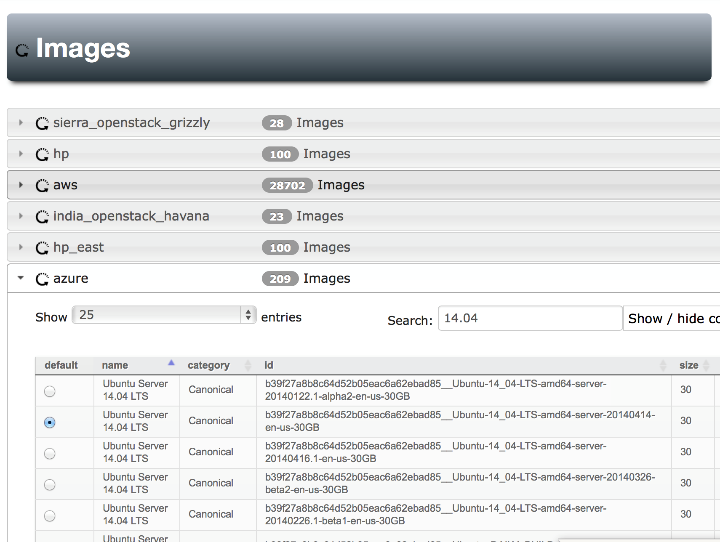 Images
sierra_openstack_grizzly 28 Images
hp 100 Images
aws 28702 Images
india_openstack_havana 23 Images
hp_east 100 Images
azure 209 Images
Show 25 entries Search: 14.04 Show / hide co
default name category id size
Ubuntu Server 14.04 LTS Canonical b39f27a8b8c64d52b05eac6a62ebad85__Ubuntu-14_04-LTS-amd64-server-
20140122.1-alpha2-en-us-30GB 30
Ubuntu Server 14.04 LTS Canonical b39f27a8b8c64d52b05eac6a62ebad85__Ubuntu-14_04-LTS-amd64-server-20140414-
en-us-30GB 30
Ubuntu Server 14.04 LTS Canonical b39f27a8b8c64d52b05eac6a62ebad85__Ubuntu-14_04-LTS-amd64-server-
20140416.1-en-us-30GB 30
Ubuntu Server 14.04 LTS Canonical b39f27a8b8c64d52b05eac6a62ebad85__Ubuntu-14_04-LTS-amd64-server-20140326-
beta2-en-us-30GB 30
Ubuntu Server 14.04 LTS Canonical b39f27a8b8c64d52b05eac6a62ebad85__Ubuntu-14_04-LTS-amd64-server-
20140226.1-beta1-en-us-30GB 30
Ubuntu Server